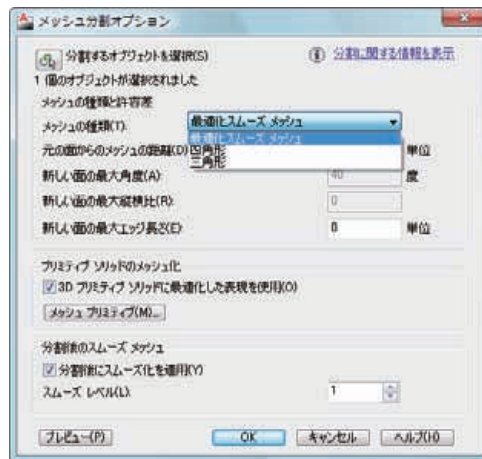 メッシュ分割オプション
分割するオブジェクトを選択(S)
分割に関する情報を表示
1 個のオブジェクトが選択されました
メッシュの種類と許容差
メッシュの種類(T):
最適化スムーズ メッシュ
最適化スムーズ メッシュ
元の面からのメッシュの距離(D)
四角形
単位
三角形
新しい面の最大角度(A):
40
度
新しい面の最大縦横比(R):
0
新しい面の最大エッジ長さ(E):
0
単位
プリミティブ ソリッドのメッシュ化
3D プリミティブ ソリッドに最適化した表現を使用(O)
メッシュ プリミティブ(M)...
分割後のスムーズ メッシュ
分割後にスムーズ化を適用(Y)
スムーズ レベル(L):
1
プレビュー(P)
OK
キャンセル
ヘルプ(H)